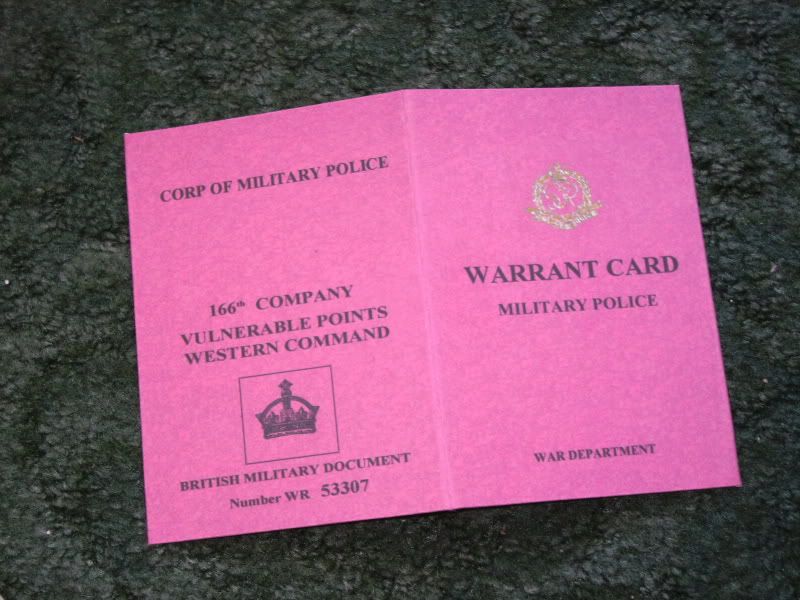 CORP OF MILITARY POLICE
166th COMPANY
VULNERABLE POINTS
WESTERN COMMAND
BRITISH MILITARY DOCUMENT
Number WR 53307
WARRANT CARD
MILITARY POLICE
WAR DEPARTMENT